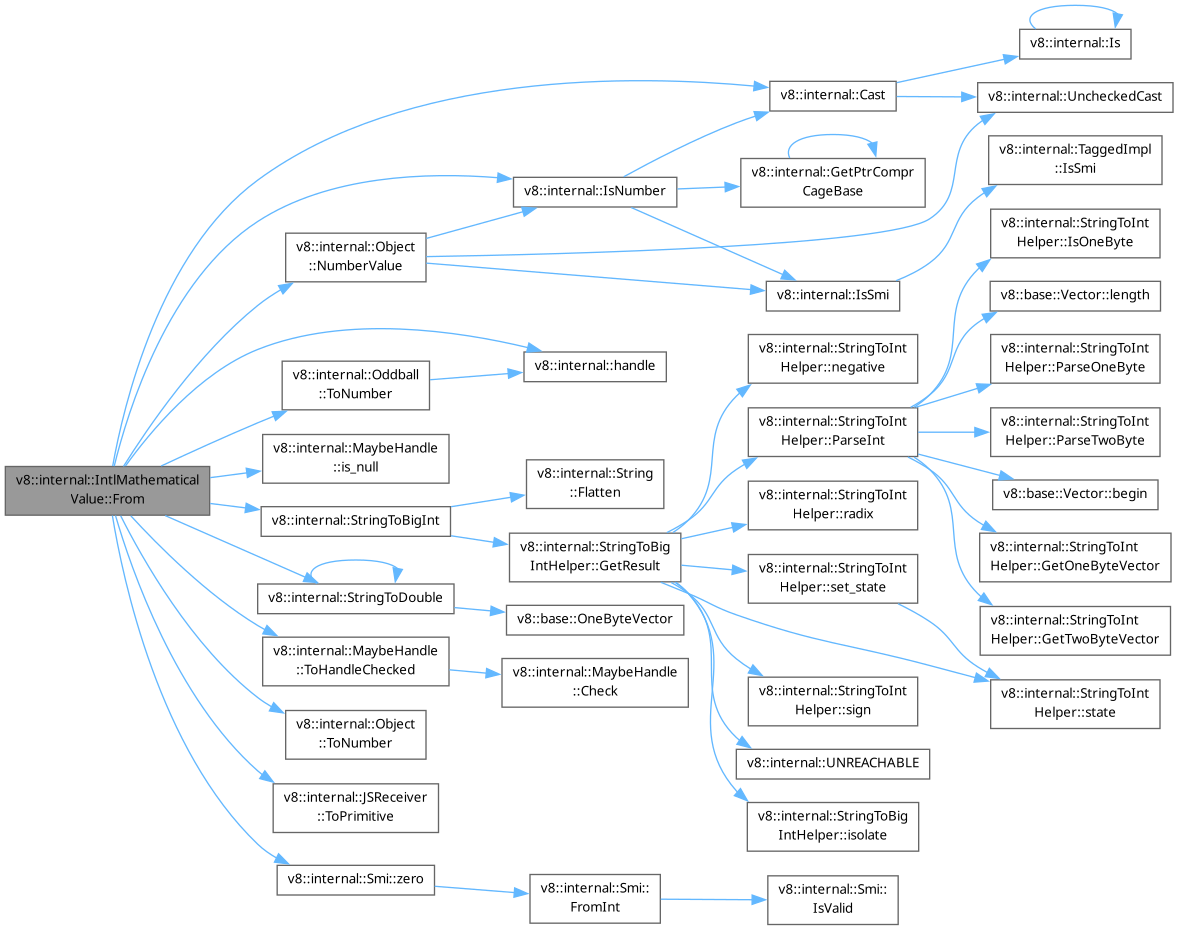 v8::internal::IntlMathematical
Value::From
v8::internal::Object
::NumberValue
v8::internal::Oddball
::ToNumber
v8::internal::MaybeHandle
::is_null
v8::internal::StringToBigInt
v8::internal::StringToDouble
v8::internal::MaybeHandle
::ToHandleChecked
v8::internal::Object
::ToNumber
v8::internal::JSReceiver
::ToPrimitive
v8::internal::Smi::zero
v8::internal::IsNumber
v8::internal::handle
v8::internal::String
::Flatten
v8::internal::StringToBig
IntHelper::GetResult
v8::base::OneByteVector
v8::internal::MaybeHandle
::Check
v8::internal::Smi::
FromInt
v8::internal::Cast
v8::internal::GetPtrCompr
CageBase
v8::internal::IsSmi
v8::internal::StringToInt
Helper::negative
v8::internal::StringToInt
Helper::ParseInt
v8::internal::StringToInt
Helper::radix
v8::internal::StringToInt
Helper::set_state
v8::internal::StringToInt
Helper::sign
v8::internal::UNREACHABLE
v8::internal::StringToBig
IntHelper::isolate
v8::internal::Smi::
IsValid
v8::internal::Is
v8::internal::UncheckedCast
v8::internal::TaggedImpl
::IsSmi
v8::internal::StringToInt
Helper::IsOneByte
v8::base::Vector::length
v8::internal::StringToInt
Helper::ParseOneByte
v8::internal::StringToInt
Helper::ParseTwoByte
v8::base::Vector::begin
v8::internal::StringToInt
Helper::GetOneByteVector
v8::internal::StringToInt
Helper::GetTwoByteVector
v8::internal::StringToInt
Helper::state